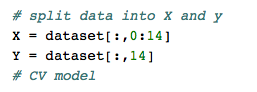 # split data into X and y
X = dataset[:,0:14]
Y = dataset[:,14]
# CV model